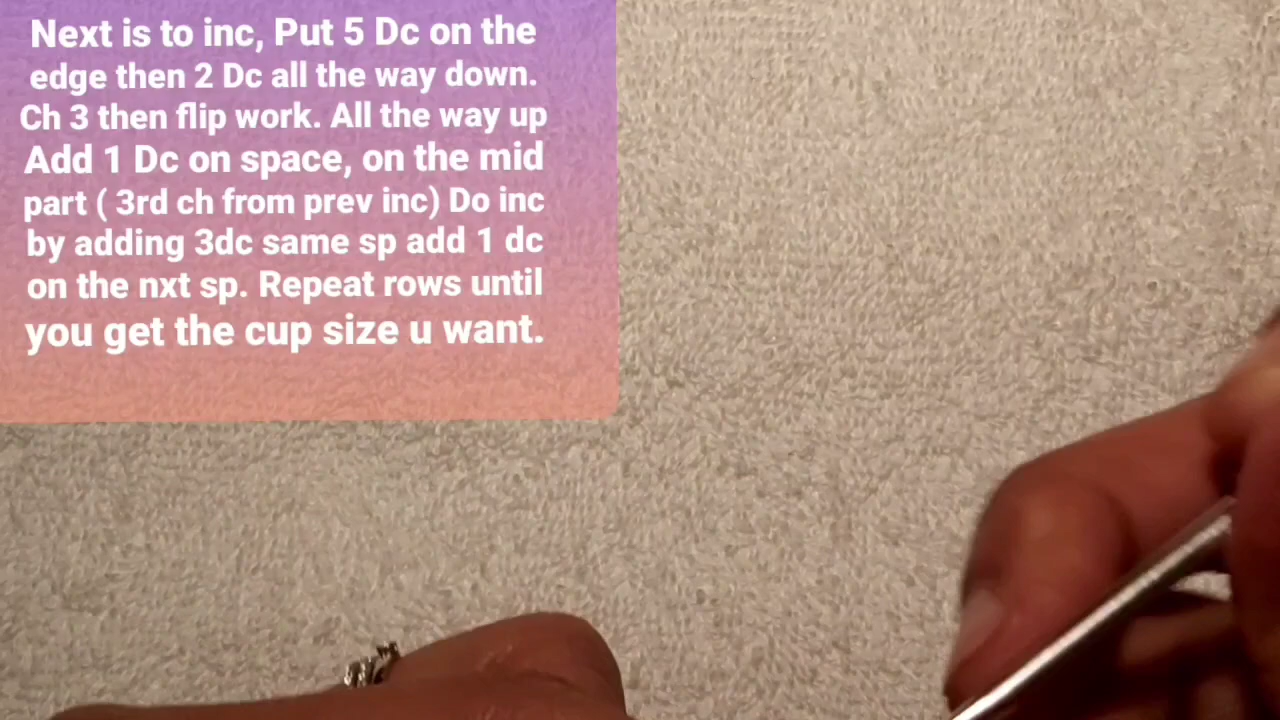 Next is to inc, Put 5 Dc on the
edge then 2 Dc all the way down.
Ch 3 then flip work. All the way up
Add 1 Dc on space, on the mid
part ( 3rd ch from prev inc) Do inc
by adding 3dc same sp add 1 dc
on the nxt sp. Repeat rows until
you get the cup size u want.